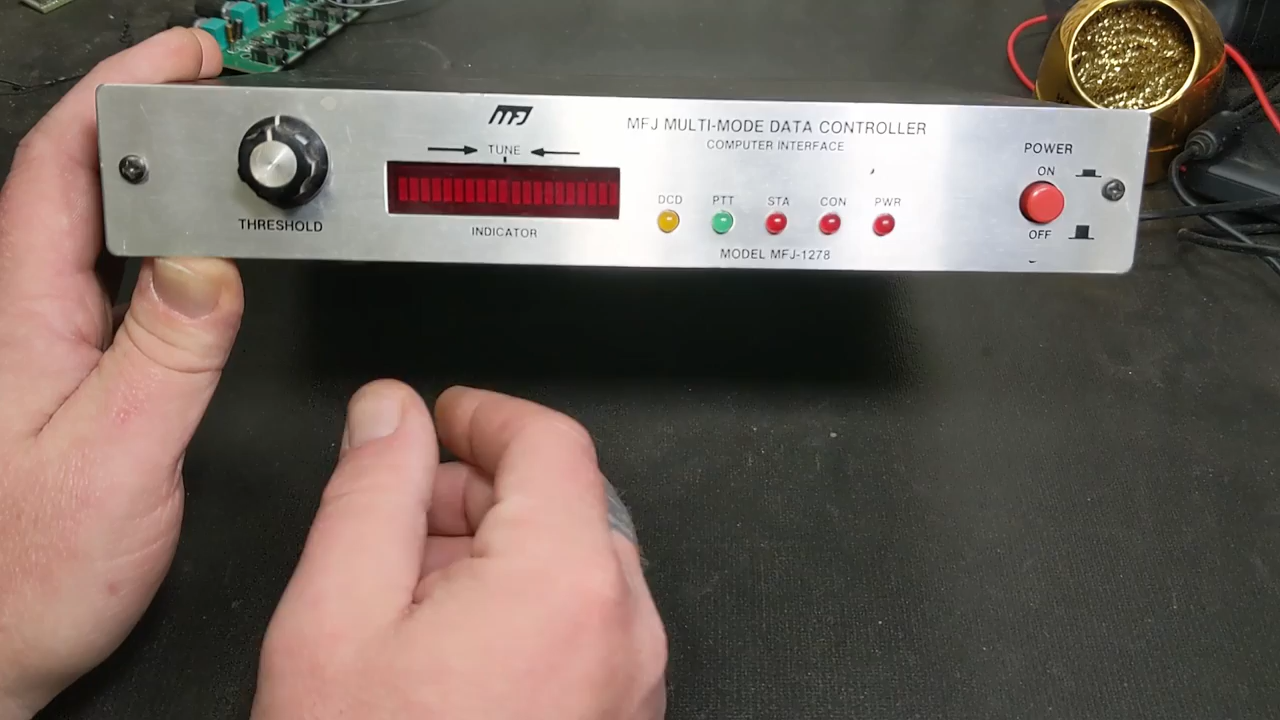 MFJ
TUNE
MFJ MULTI-MODE DATA CONTROLLER
COMPUTER INTERFACE
THRESHOLD
INDICATOR
DCD PTT STA CON PWR
MODEL MFJ-1278
POWER
ON
OFF